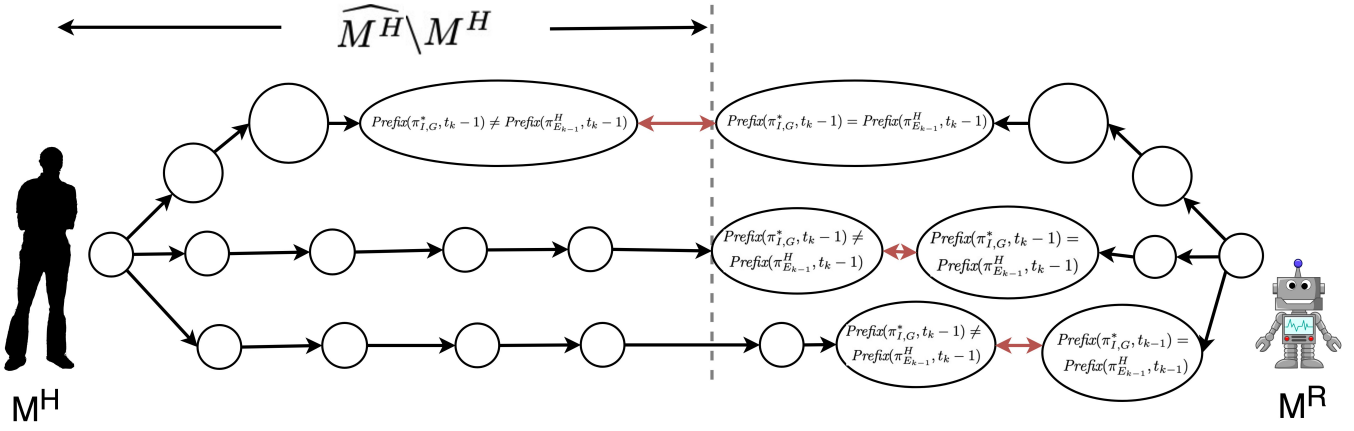 $\widehat{M^H} \backslash M^H$
$Prefix(\pi^*_{I,G}, t_k - 1) \neq Prefix(\pi^H_{E_{k-1}}, t_k - 1)$
$Prefix(\pi^*_{I,G}, t_k - 1) = Prefix(\pi^H_{E_{k-1}}, t_k - 1)$
$Prefix(\pi^*_{I,G}, t_k - 1) \neq$
$Prefix(\pi^H_{E_{k-1}}, t_k - 1)$
$Prefix(\pi^*_{I,G}, t_k - 1) =$
$Prefix(\pi^H_{E_{k-1}}, t_k - 1)$
$Prefix(\pi^*_{I,G}, t_k - 1) \neq$
$Prefix(\pi^H_{E_{k-1}}, t_k - 1)$
$Prefix(\pi^*_{I,G}, t_{k-1}) =$
$Prefix(\pi^H_{E_{k-1}}, t_{k-1})$
$M^H$
$M^R$